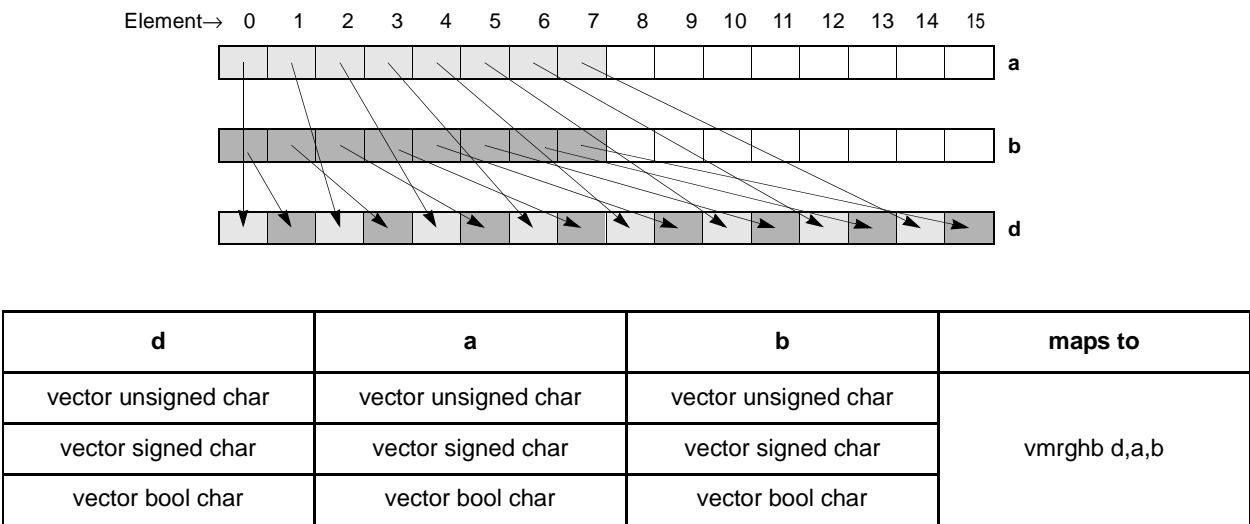 Element→ 0 1 2 3 4 5 6 7 8 9 10 11 12 13 14 15
a
b
d
d a b maps to
vector unsigned char vector unsigned char vector unsigned char
vector signed char vector signed char vector signed char vmrghb d,a,b
vector bool char vector bool char vector bool char